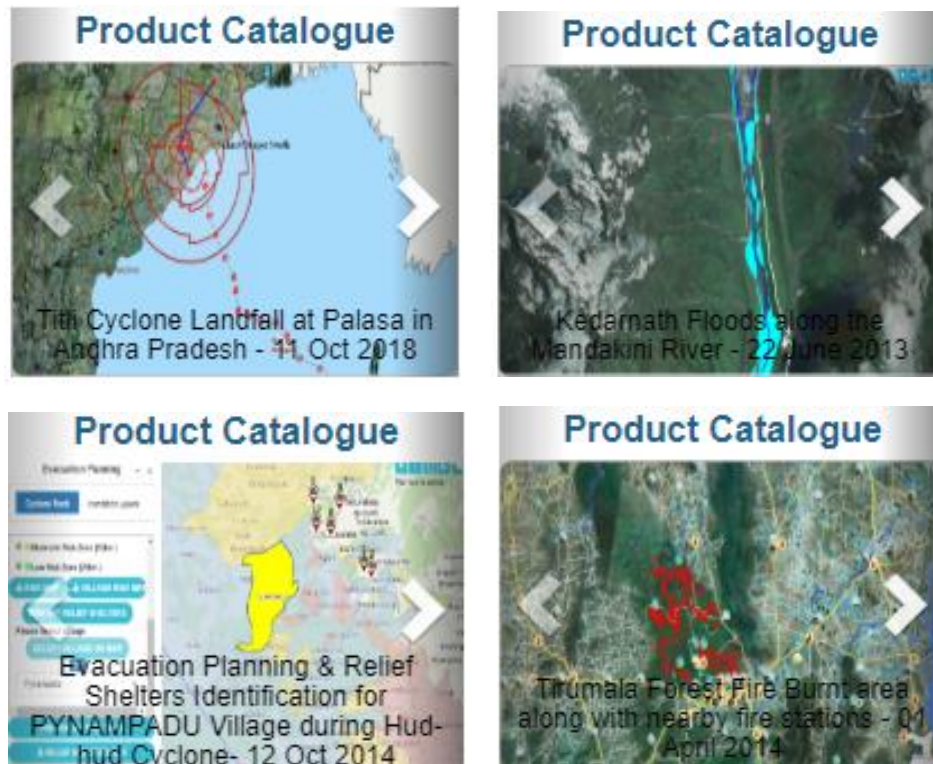 Product Catalogue
Titli Cyclone Landfall at Palasa in
Andhra Pradesh - 11 Oct 2018
Product Catalogue
Kedarnath Floods along the
Mandakini River - 22 June 2013
Product Catalogue
Evacuation Planning
Evacuation Planning & Relief
Shelters Identification for
PYNAMPADU Village during Hud-
hud Cyclone- 12 Oct 2014
Product Catalogue
Tirumala Forest Fire Burnt area
along with nearby fire stations - 01
April 2014